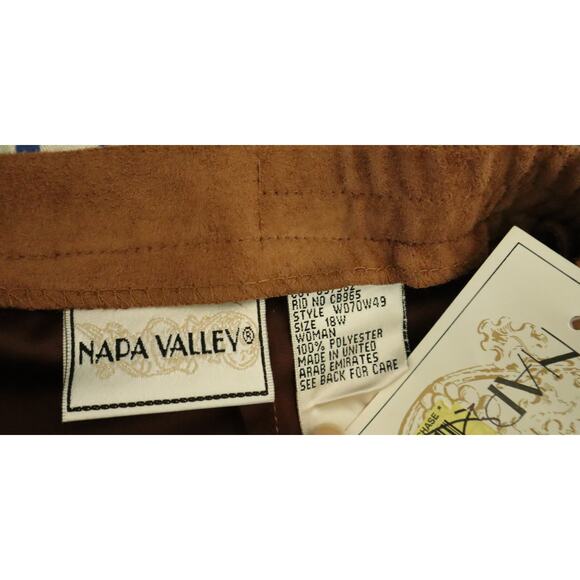 NAPA VALLEY®
RID NO CB965
STYLE WD70W49
SIZE 18W
WOMAN
100% POLYESTER
MADE IN UNITED
ARAB EMIRATES
SEE BACK FOR CARE